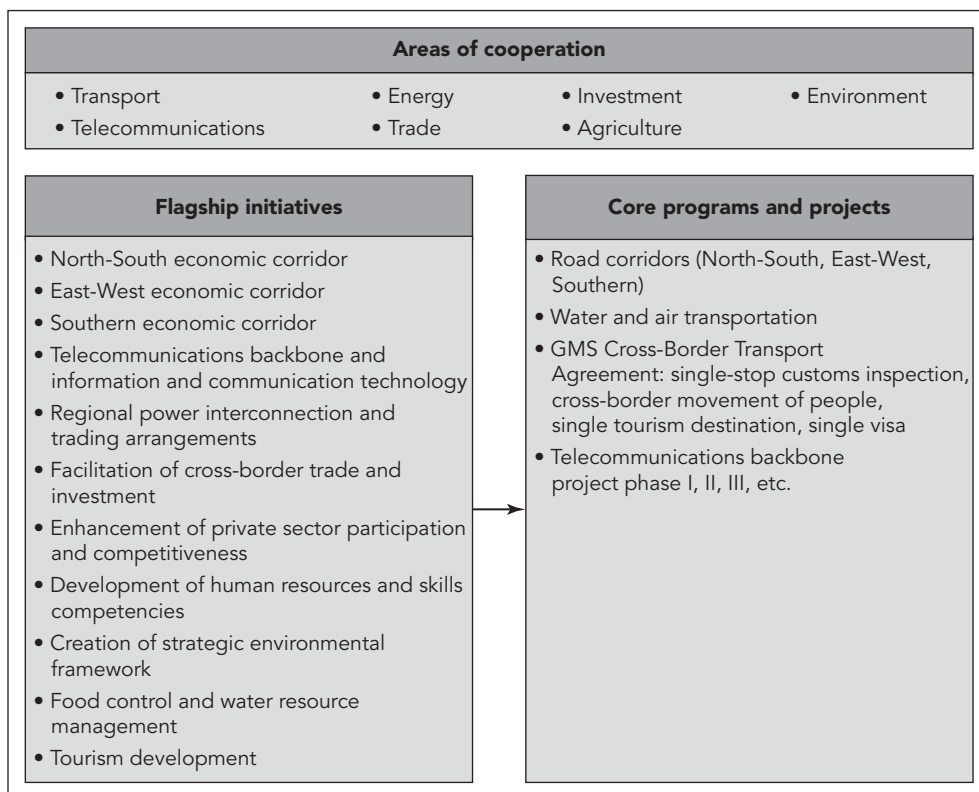 Areas of cooperation
• Transport • Energy • Investment • Environment
• Telecommunications • Trade • Agriculture
Flagship initiatives
• North-South economic corridor
• East-West economic corridor
• Southern economic corridor
• Telecommunications backbone and
information and communication technology
• Regional power interconnection and
trading arrangements
• Facilitation of cross-border trade and
investment
• Enhancement of private sector participation
and competitiveness
• Development of human resources and skills
competencies
• Creation of strategic environmental
framework
• Food control and water resource
management
• Tourism development
Core programs and projects
• Road corridors (North-South, East-West,
Southern)
• Water and air transportation
• GMS Cross-Border Transport
Agreement: single-stop customs inspection,
cross-border movement of people,
single tourism destination, single visa
• Telecommunications backbone
project phase I, II, III, etc.